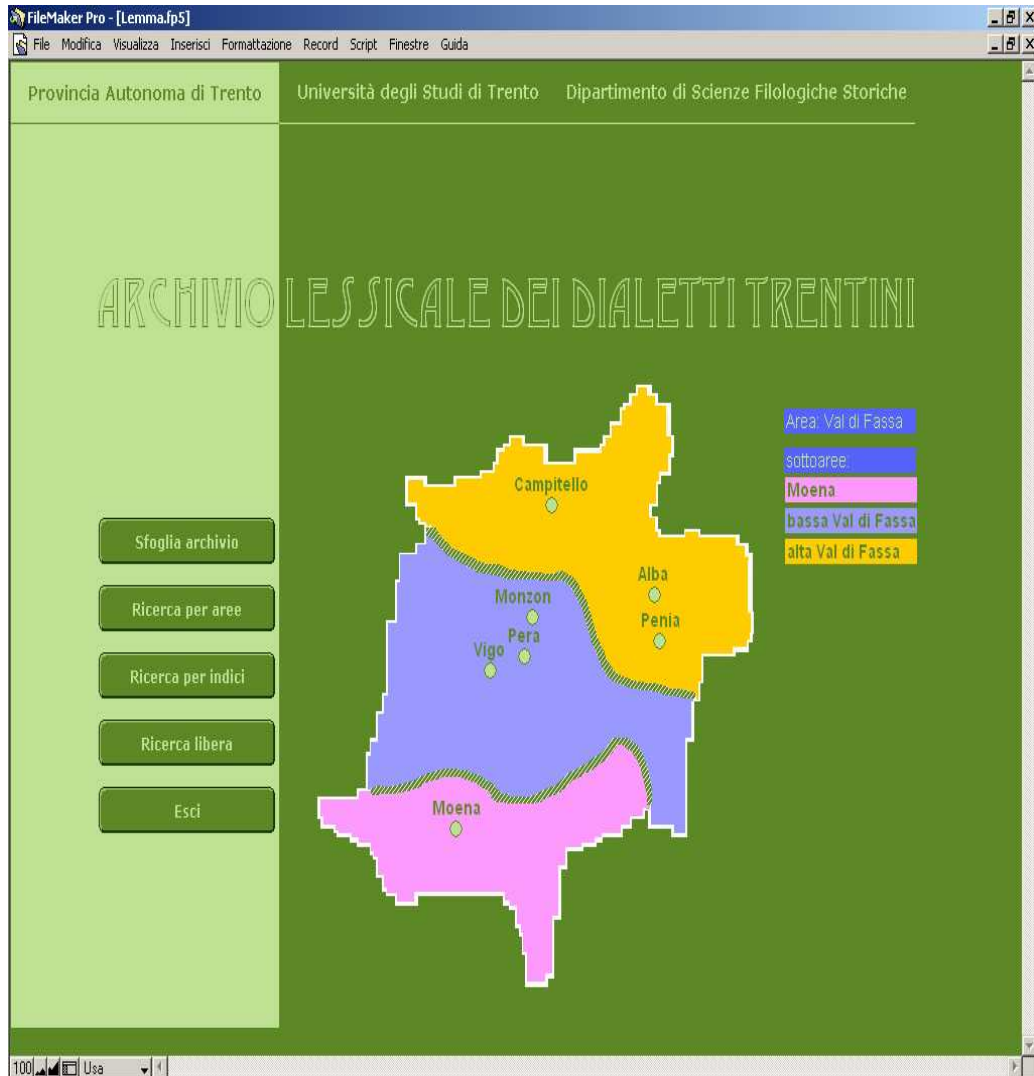 FileMaker Pro - [Lemma.fp5]
File Modifica Visualizza Inserisci Formattazione Record Script Finestre Guida
Provincia Autonoma di Trento Università degli Studi di Trento Dipartimento di Scienze Filologiche Storiche
ARCHIVIO LESSICALE DEI DIALETTI TRENTINI
Area: Val di Fassa
sottoaree:
Moena
bassa Val di Fassa
alta Val di Fassa
Campitello
Alba
Monzon
Penia
Pera
Vigo
Moena
Sfoglia archivio
Ricerca per aree
Ricerca per indici
Ricerca libera
Esci
100 Usa